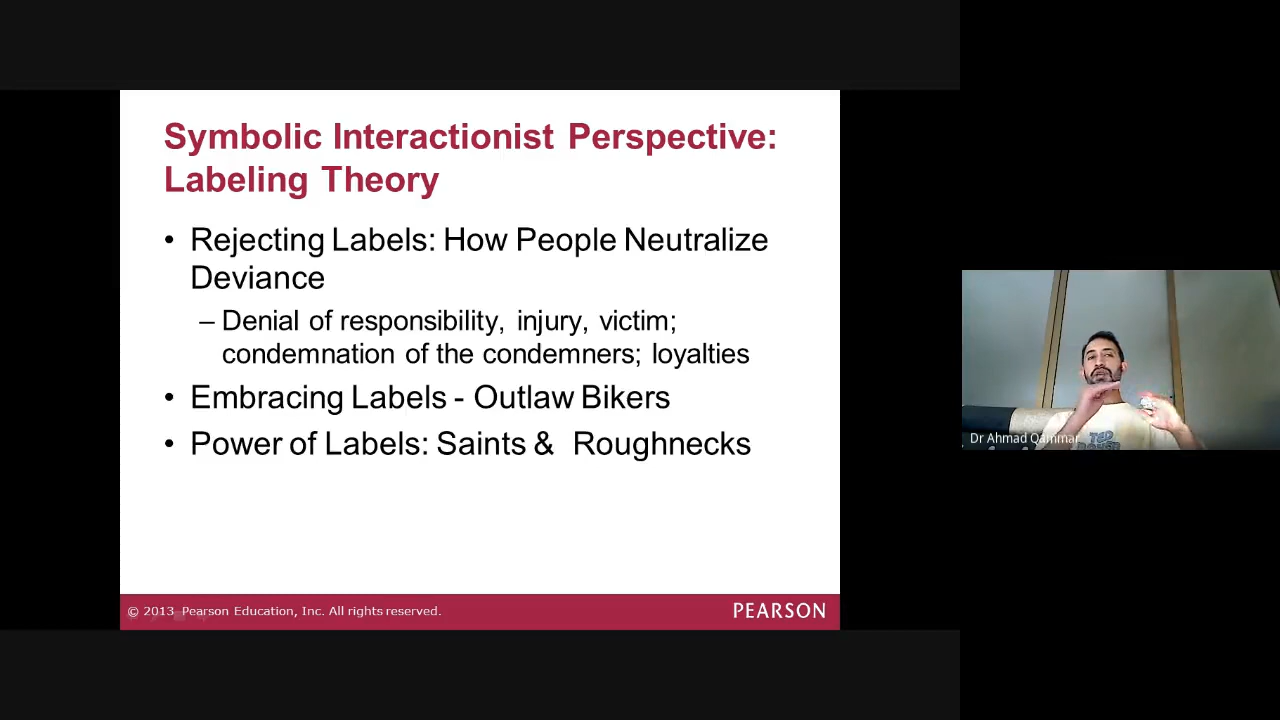 Symbolic Interactionist Perspective:
Labeling Theory
• Rejecting Labels: How People Neutralize
Deviance
– Denial of responsibility, injury, victim;
condemnation of the condemners; loyalties
• Embracing Labels - Outlaw Bikers
• Power of Labels: Saints & Roughnecks
© 2013 Pearson Education, Inc. All rights reserved.
PEARSON
Dr Ahmad Qammar
TED